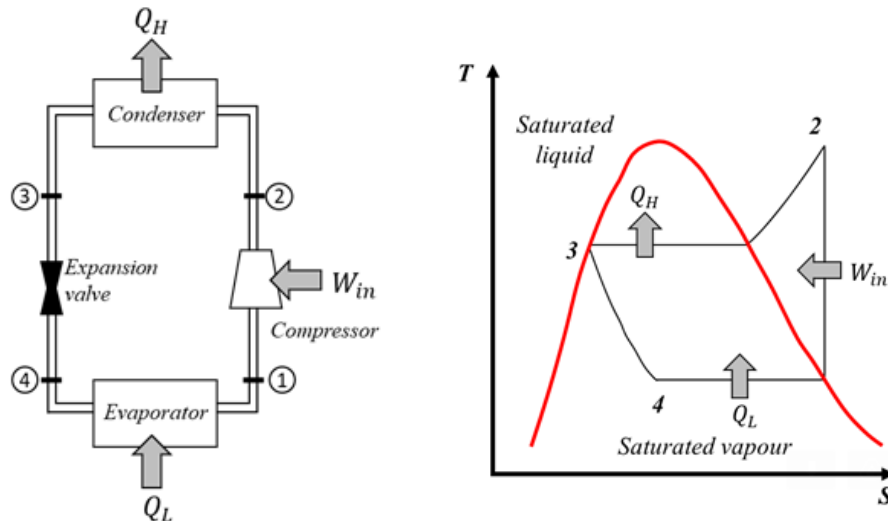 Q_H
Condenser
③
②
Expansion
valve
W_in
Compressor
④
①
Evaporator
Q_L
T
2
Saturated
liquid
Q_H
3
W_in
4
Q_L
Saturated vapour
S